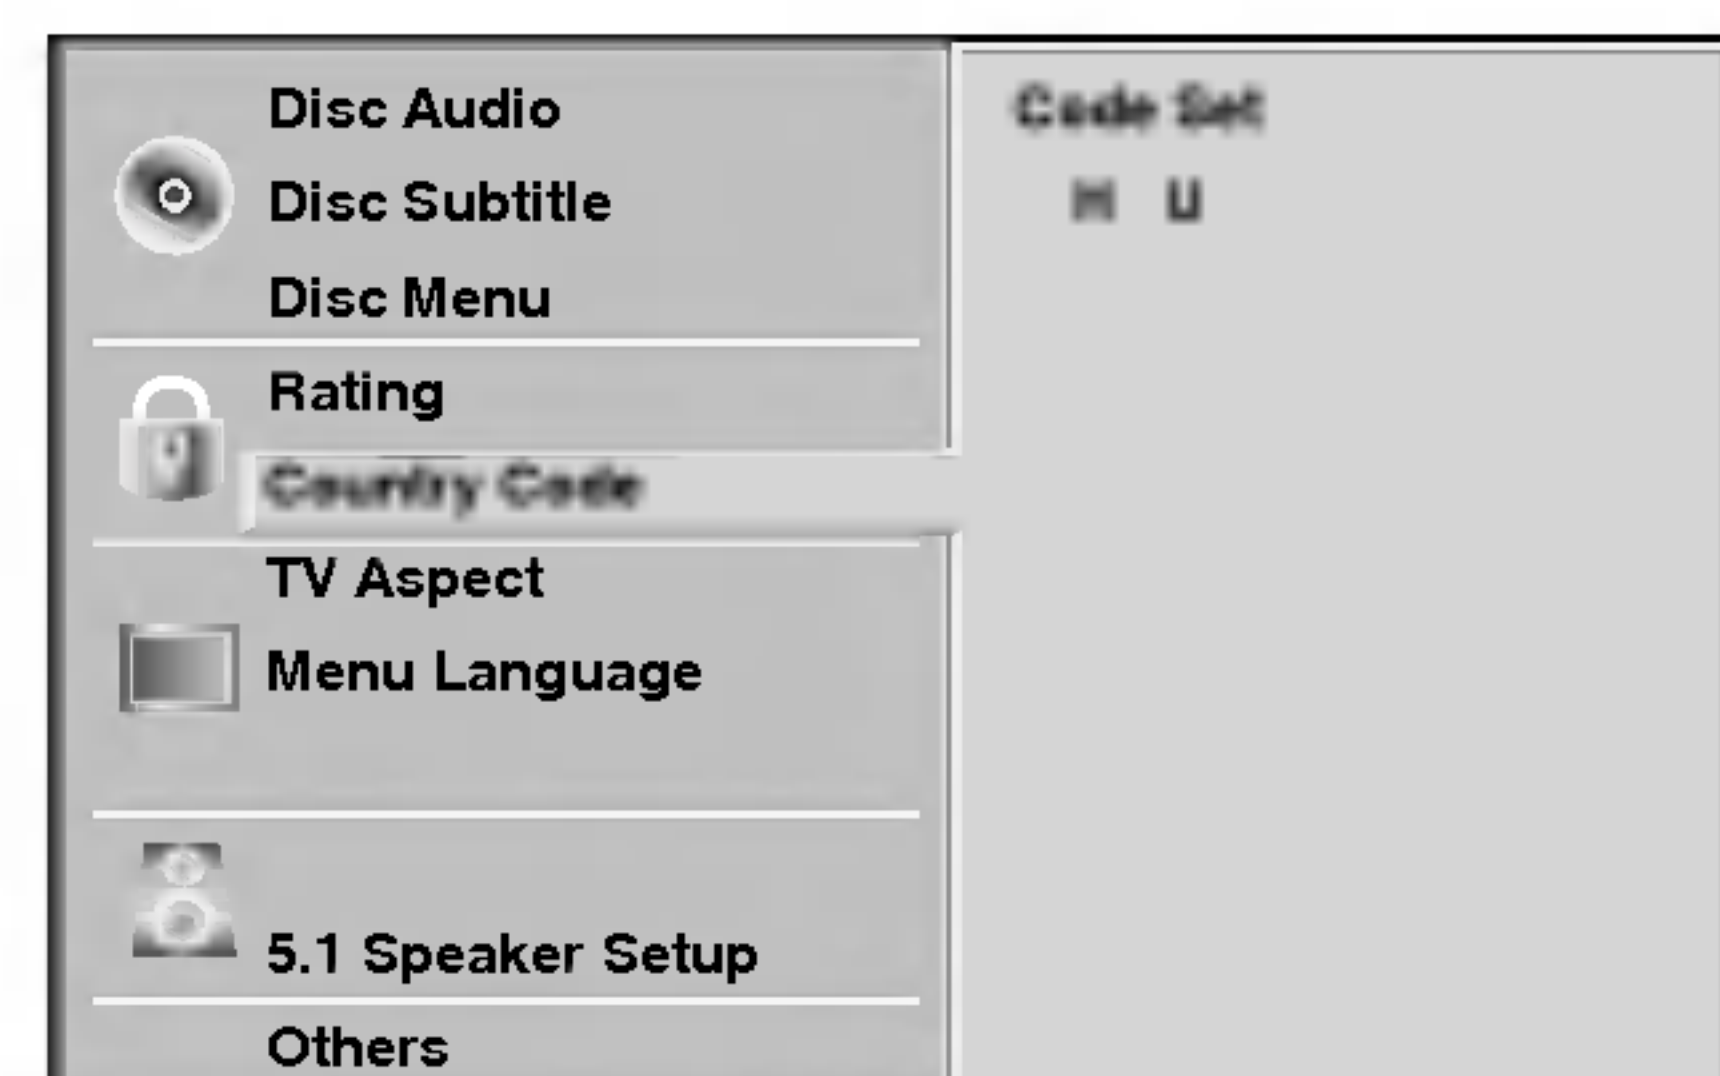 Disc Audio
Disc Subtitle
Disc Menu
Rating
Country Code
TV Aspect
Menu Language
5.1 Speaker Setup
Others
Code Set
H U